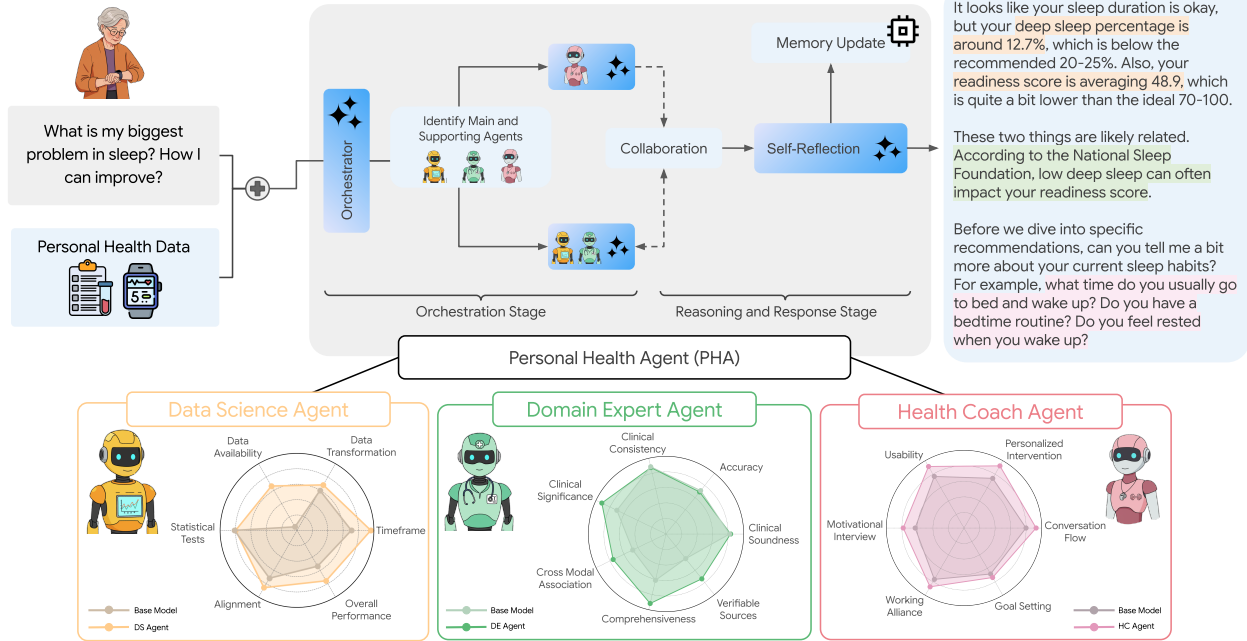 What is my biggest
problem in sleep? How I
can improve?
Personal Health Data
5
Orchestrator
Identify Main and
Supporting Agents
Collaboration
Memory Update
Self-Reflection
Orchestration Stage
Reasoning and Response Stage
It looks like your sleep duration is okay,
but your deep sleep percentage is
around 12.7%, which is below the
recommended 20-25%. Also, your
readiness score is averaging 48.9, which
is quite a bit lower than the ideal 70-100.
These two things are likely related.
According to the National Sleep
Foundation, low deep sleep can often
impact your readiness score.
Before we dive into specific
recommendations, can you tell me a bit
more about your current sleep habits?
For example, what time do you usually go
to bed and wake up? Do you have a
bedtime routine? Do you feel rested
when you wake up?
Personal Health Agent (PHA)
Data Science Agent
Data
Availability
Data
Transformation
Statistical
Tests
Timeframe
Alignment
Overall
Performance
Base Model
DS Agent
Domain Expert Agent
Clinical
Consistency
Accuracy
Clinical
Significance
Clinical
Soundness
Cross Modal
Association
Verifiable
Sources
Comprehensiveness
Base Model
DE Agent
Health Coach Agent
Usability
Personalized
Intervention
Motivational
Interview
Conversation
Flow
Working
Alliance
Goal Setting
Base Model
HC Agent